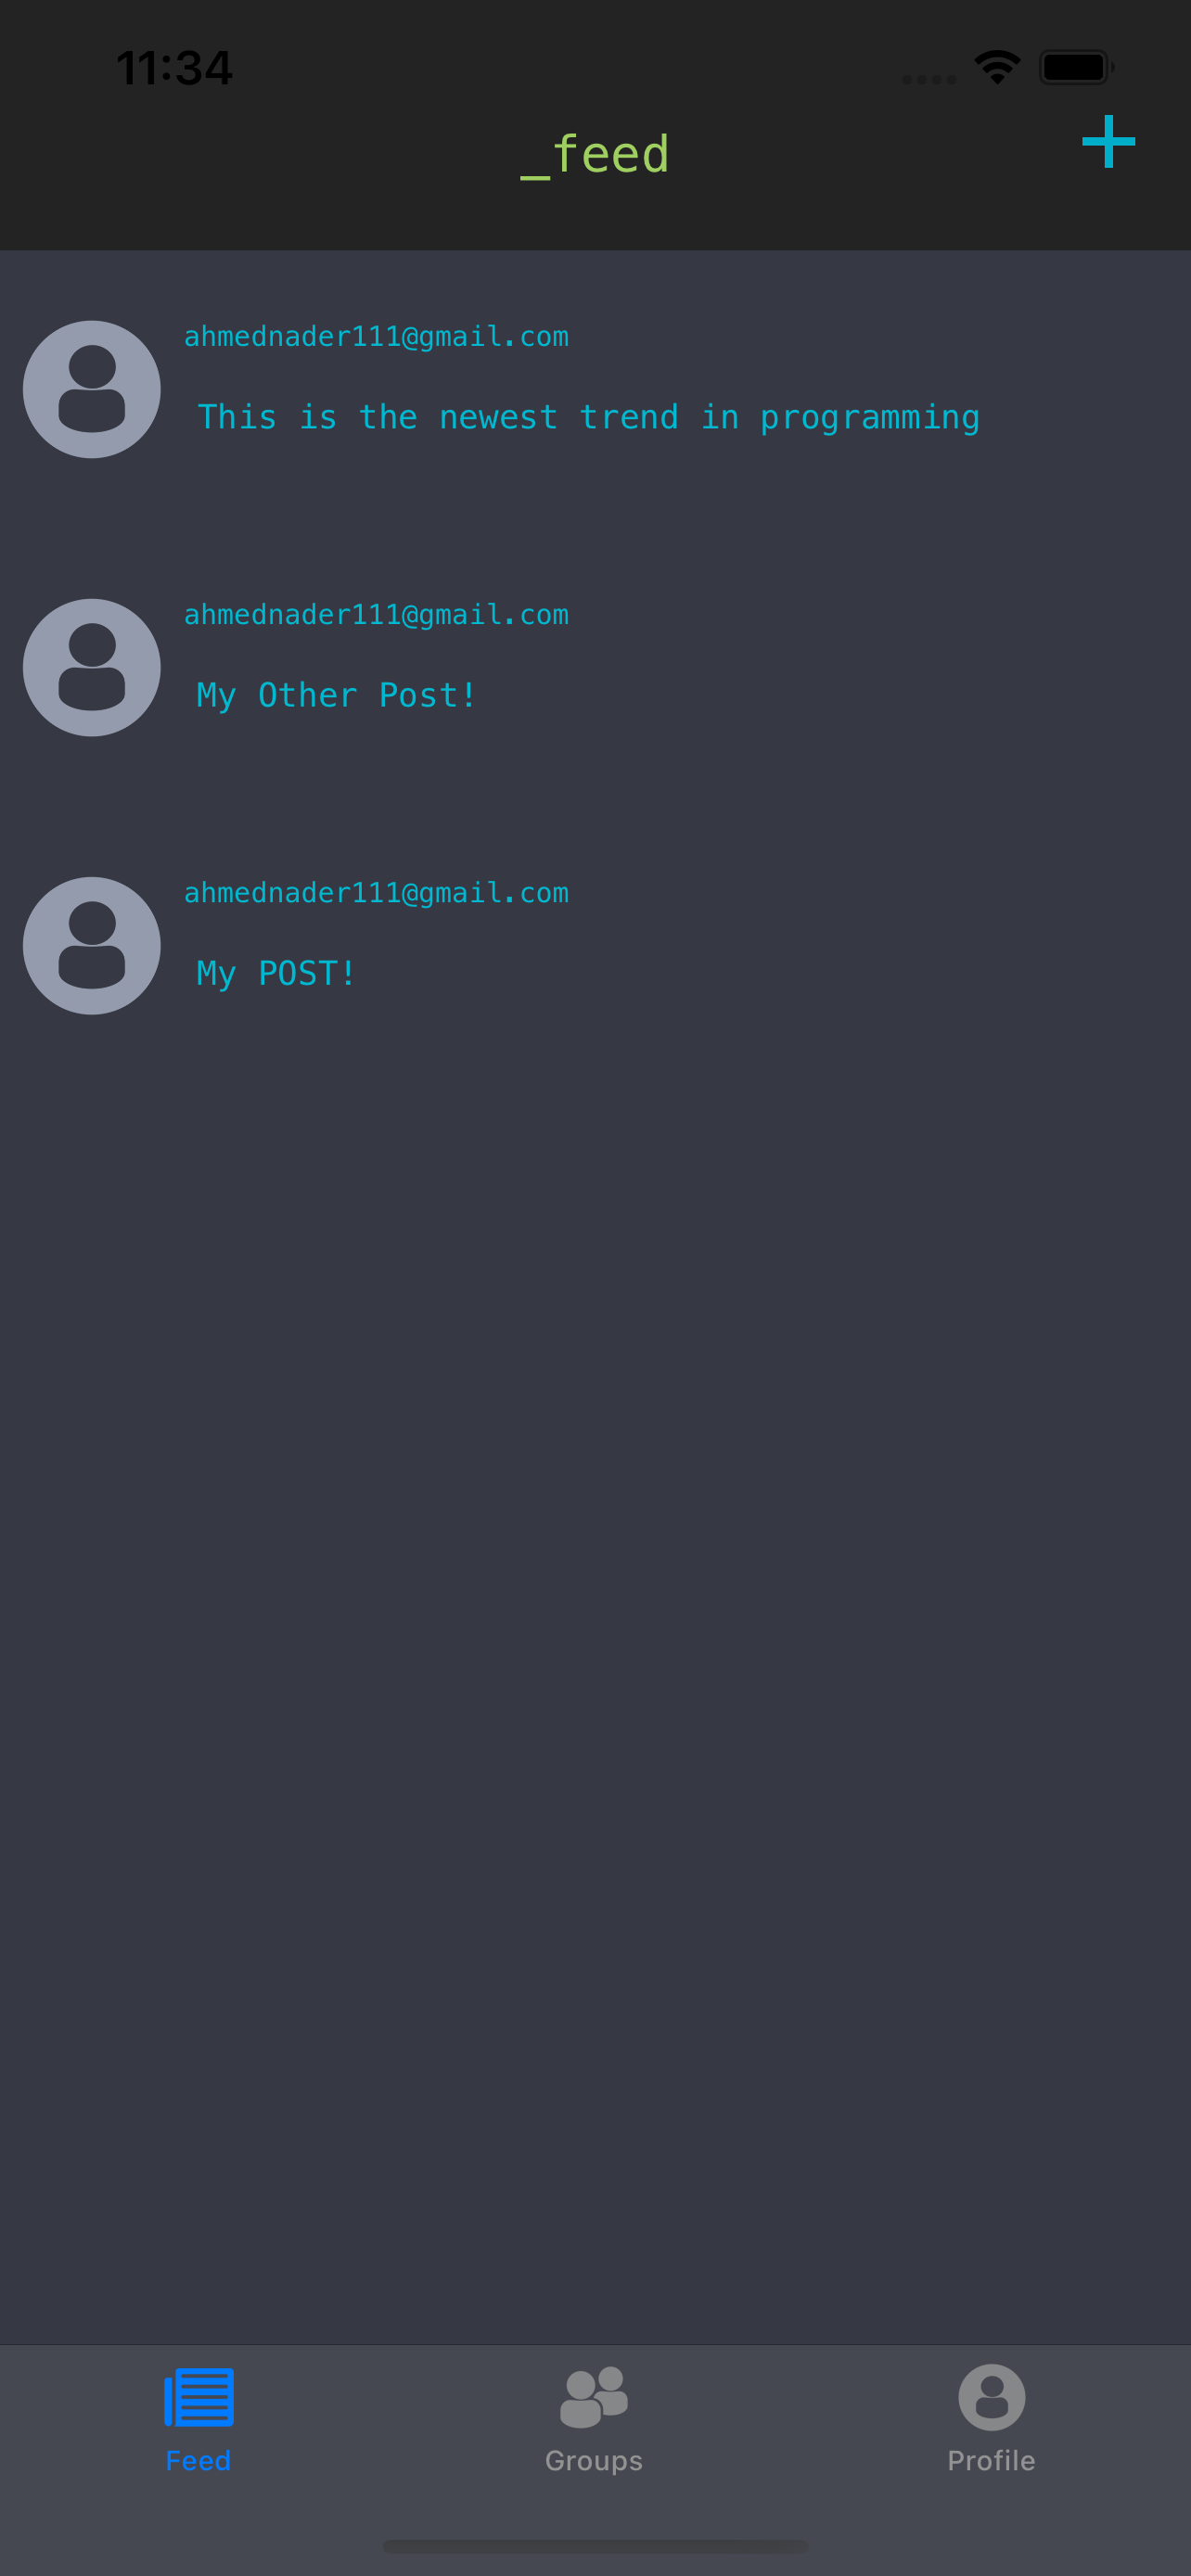 11:34
_feed
ahmednader111@gmail.com
This is the newest trend in programming
ahmednader111@gmail.com
My Other Post!
ahmednader111@gmail.com
My POST!
Feed
Groups
Profile